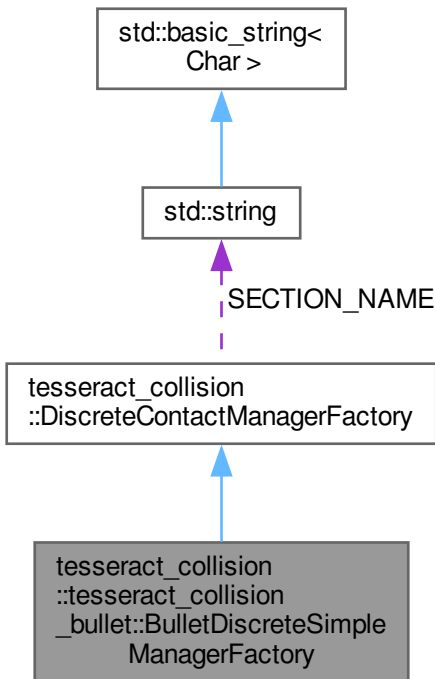 std::basic_string<
Char >
std::string
SECTION_NAME
tesseract_collision
::DiscreteContactManagerFactory
tesseract_collision
::tesseract_collision
_bullet::BulletDiscreteSimple
ManagerFactory